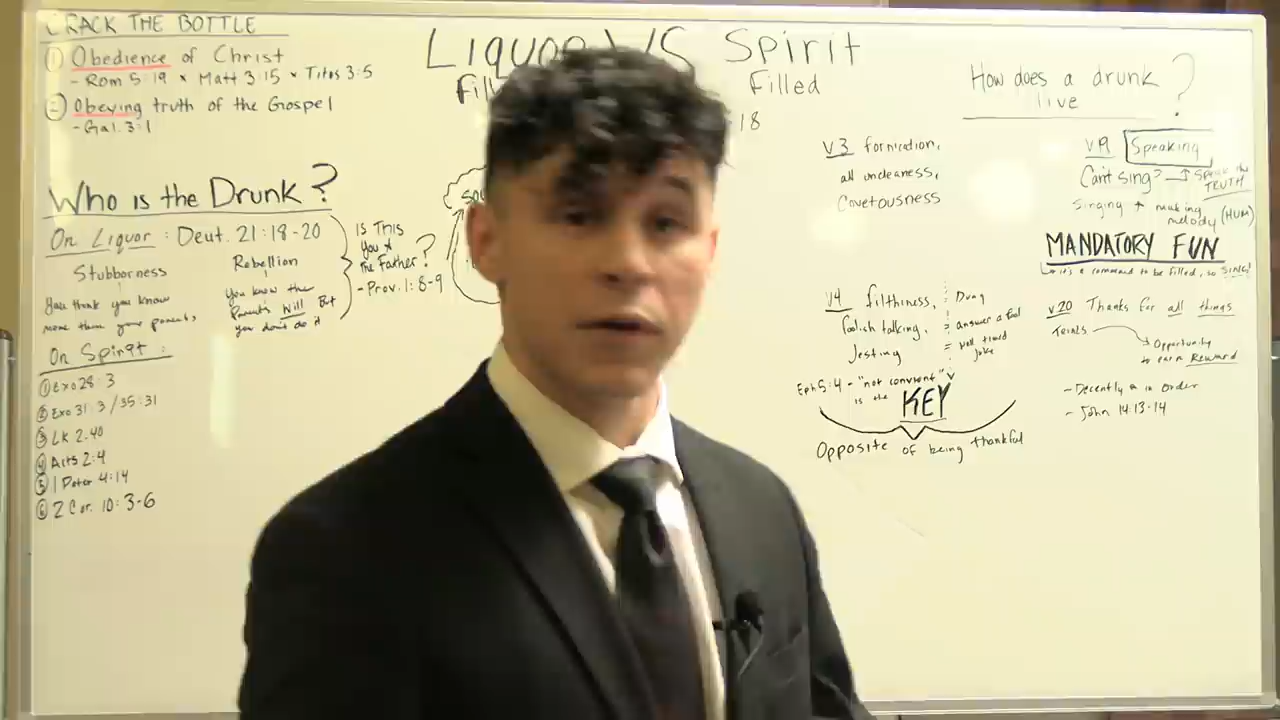 CRACK THE BOTTLE
① Obedience of Christ
- Rom 5:19 × Matt 3:15 × Titus 3:5
② Obeying truth of the Gospel
- Gal. 3:1
Liquor VS Spirit
Filled
18
Who is the Drunk?
On Liquor: Deut. 21:18-20
Stubborness
You think you know
more than your parents,
Rebellion
You know the
Parents Will But
you don't do it
Is This
You &
the Father?
- Prov. 1:8-9
On Spirit:
① Exo 28:3
② Exo 31:3 / 35:31
③ Lk 2:40
④ Acts 2:4
⑤ 1 Peter 4:14
⑥ 2 Cor. 10:3-6
V3 fornication,
all uncleaness,
Covetousness
V4 filthiness, : Dung
foolish talking, = answer a fool
Jesting = well timed
joke
Eph 5:4 - "not convenient"
is the KEY
Opposite of being thankful
How does a drunk
live?
V19 Speaking
Can't sing? → Speak the
TRUTH
Singing + making
melody (HUM)
MANDATORY FUN
it's a command to be filled, so SING!
V20 Thanks for all things
Trials
Opportunity
to earn Reward
- Decently & in order
- John 14:13-14